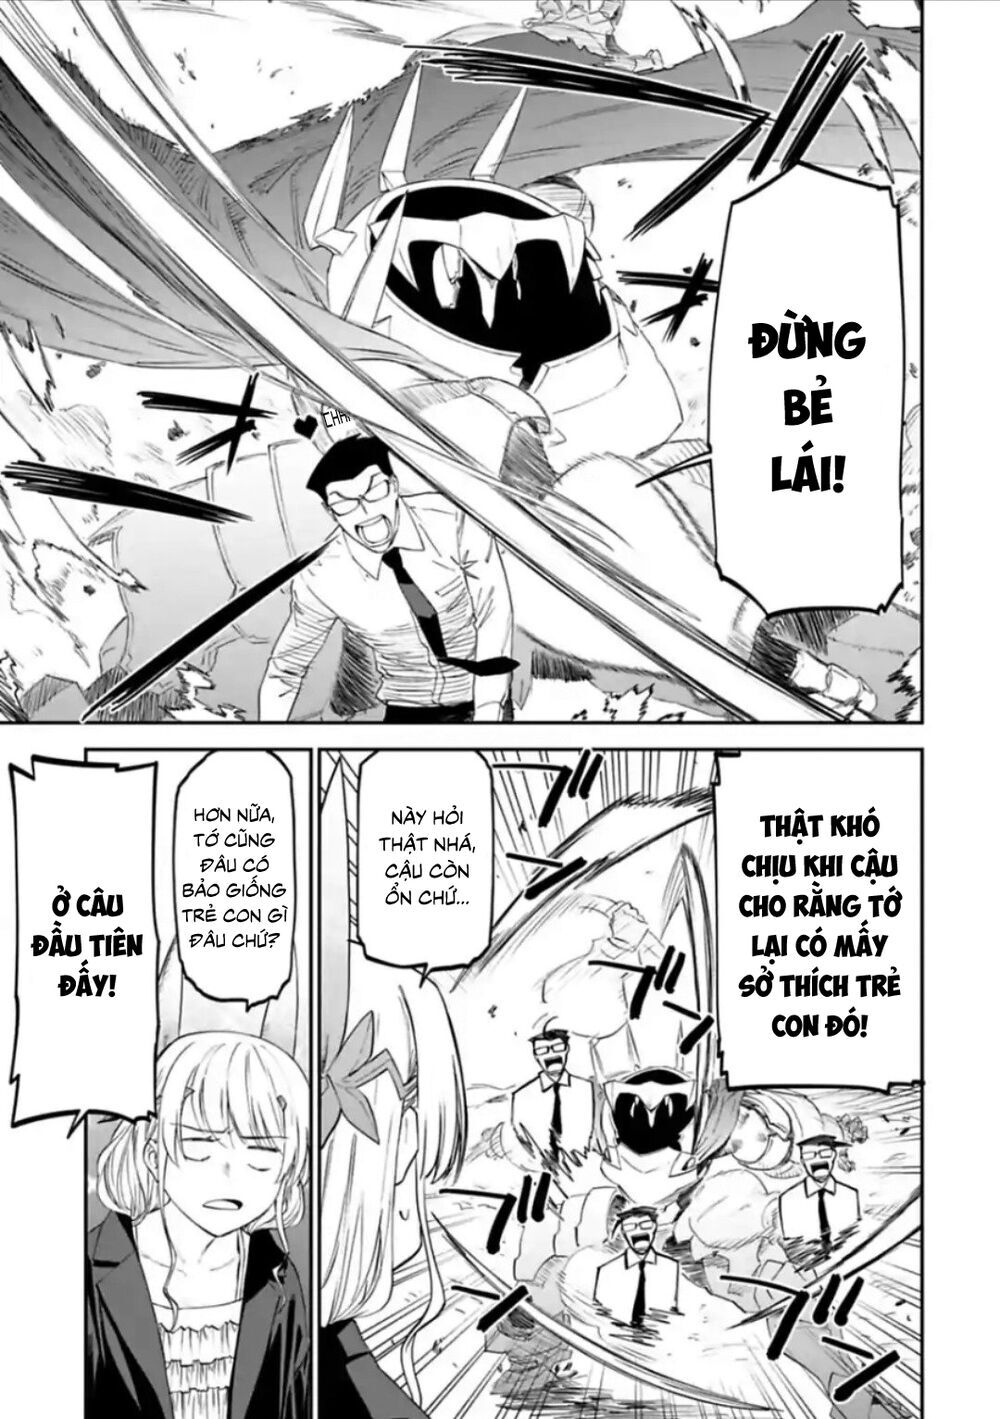 ĐỪNG
BẺ
LÁI!
CHA
THẬT KHÓ
CHỊU KHI CẬU
CHO RẰNG TỚ
LẠI CÓ MẤY
SỞ THÍCH TRẺ
CON ĐÓ!
NÀY HỎI
THẬT NHÁ,
CẬU CÒN
ỔN CHỨ...
HƠN NỮA,
TỚ CŨNG
ĐÂU CÓ
BẢO GIỐNG
TRẺ CON GÌ
ĐÂU CHỨ?
Ở CÂU
ĐẦU TIÊN
ĐẤY!